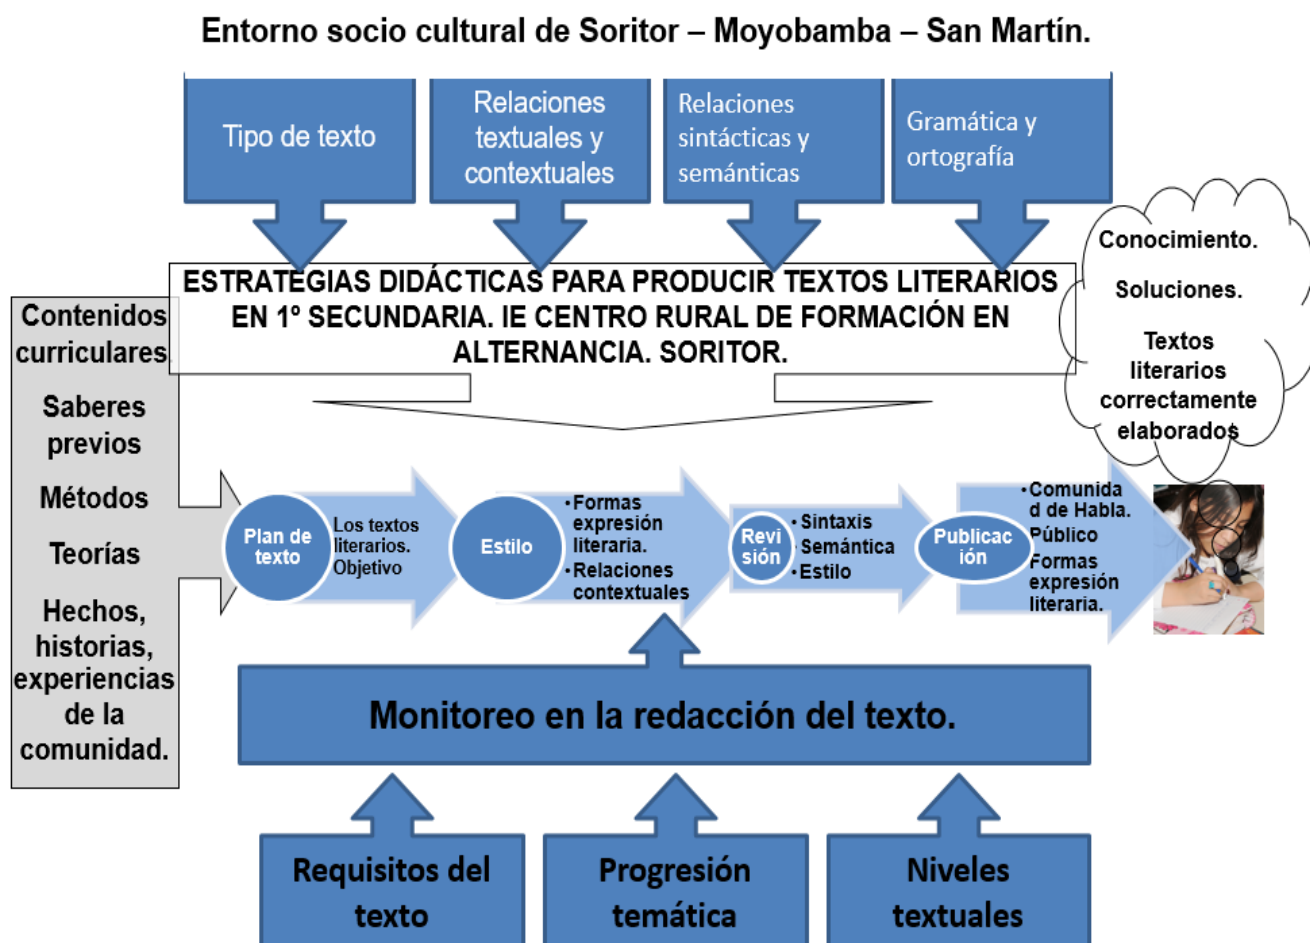 Entorno socio cultural de Soritor – Moyobamba – San Martín.
Tipo de texto
Relaciones
textuales y
contextuales
Relaciones
sintácticas y
semánticas
Gramática y
ortografía
ESTRATEGIAS DIDÁCTICAS PARA PRODUCIR TEXTOS LITERARIOS
EN 1º SECUNDARIA. IE CENTRO RURAL DE FORMACIÓN EN
ALTERNANCIA. SORITOR.
Conocimiento.
Soluciones.
Textos
literarios
correctamente
elaborados
Contenidos
curriculares.
Saberes
previos
Métodos
Teorías
Hechos,
historias,
experiencias
de la
comunidad.
Plan de
texto
Los textos
literarios.
Objetivo
Estilo
•Formas
expresión
literaria.
•Relaciones
contextuales
Revi
sión
•Sintaxis
•Semántica
•Estilo
Publicac
ión
•Comunida
d de Habla.
•Público
•Formas
expresión
literaria.
Monitoreo en la redacción del texto.
Requisitos del
texto
Progresión
temática
Niveles
textuales